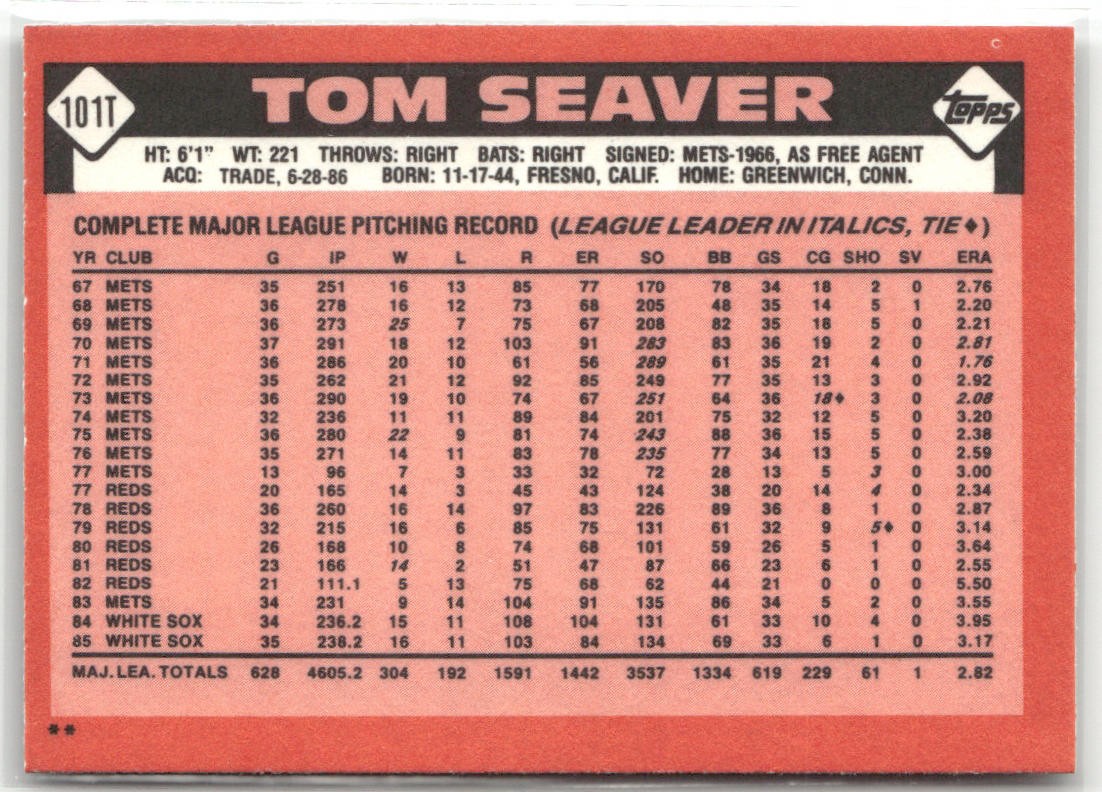 101T TOM SEAVER Topps
HT: 6'1" WT: 221 THROWS: RIGHT BATS: RIGHT SIGNED: METS-1966, AS FREE AGENT
ACQ: TRADE, 6-28-86 BORN: 11-17-44, FRESNO, CALIF. HOME: GREENWICH, CONN.
COMPLETE MAJOR LEAGUE PITCHING RECORD (LEAGUE LEADER IN ITALICS, TIE♦)
YR CLUB G IP W L R ER SO BB GS CG SHO SV ERA
67 METS 35 251 16 13 85 77 170 78 34 18 2 0 2.76
68 METS 36 278 16 12 73 68 205 48 35 14 5 1 2.20
69 METS 36 273 25 7 75 67 208 82 35 18 5 0 2.21
70 METS 37 291 18 12 103 91 283 83 36 19 2 0 2.81
71 METS 36 286 20 10 61 56 289 61 35 21 4 0 1.76
72 METS 35 262 21 12 92 85 249 77 35 13 3 0 2.92
73 METS 36 290 19 10 74 67 251 64 36 18♦ 3 0 2.08
74 METS 32 236 11 11 89 84 201 75 32 12 5 0 3.20
75 METS 36 280 22 9 81 74 243 88 36 15 5 0 2.38
76 METS 35 271 14 11 83 78 235 77 34 13 5 0 2.59
77 METS 13 96 7 3 33 32 72 28 13 5 3 0 3.00
77 REDS 20 165 14 3 45 43 124 38 20 14 4 0 2.34
78 REDS 36 260 16 14 97 83 226 89 36 8 1 0 2.87
79 REDS 32 215 16 6 85 75 131 61 32 9 5♦ 0 3.14
80 REDS 26 168 10 8 74 68 101 59 26 5 1 0 3.64
81 REDS 23 166 14 2 51 47 87 66 23 6 1 0 2.55
82 REDS 21 111.1 5 13 75 68 62 44 21 0 0 0 5.50
83 METS 34 231 9 14 104 91 135 86 34 5 2 0 3.55
84 WHITE SOX 34 236.2 15 11 108 104 131 61 33 10 4 0 3.95
85 WHITE SOX 35 238.2 16 11 103 84 134 69 33 6 1 0 3.17
MAJ. LEA. TOTALS 628 4605.2 304 192 1591 1442 3537 1334 619 229 61 1 2.82
**